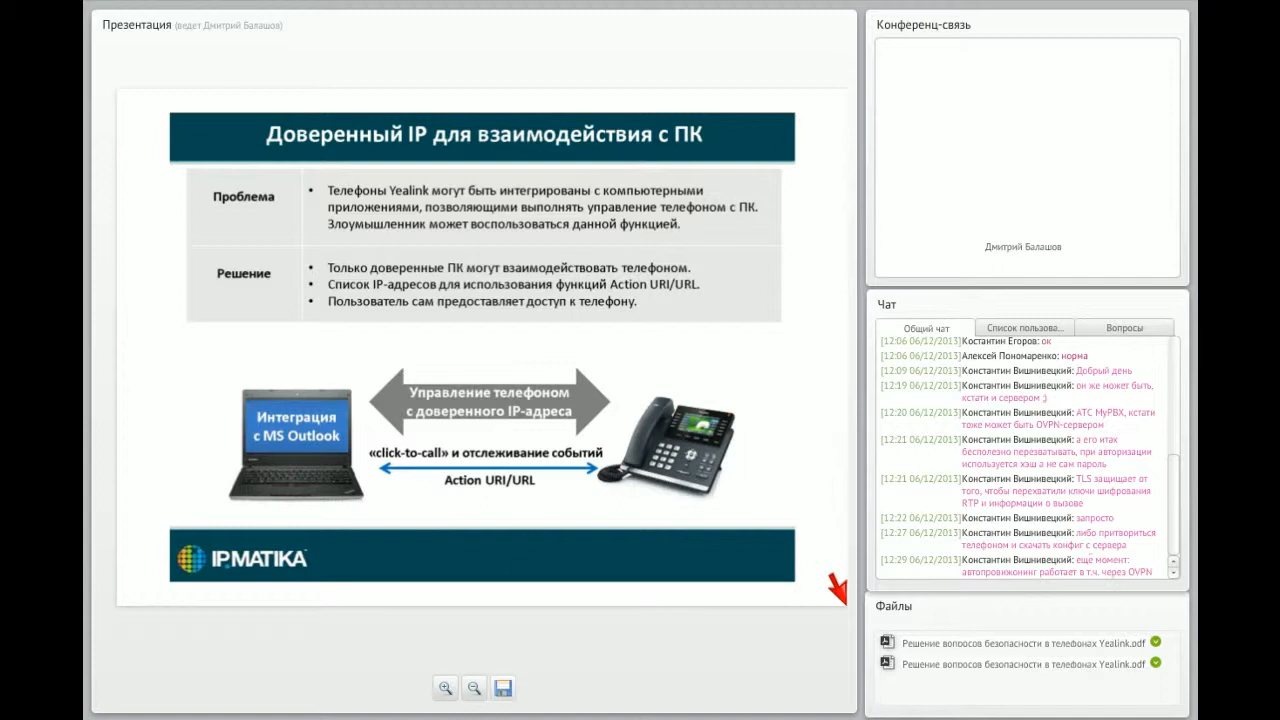 Презентация (ведет Дмитрий Балашов)
Доверенный IP для взаимодействия с ПК
Проблема
• Телефоны Yealink могут быть интегрированы с компьютерными
приложениями, позволяющими выполнять управление телефоном с ПК.
Злоумышленник может воспользоваться данной функцией.
Решение
• Только доверенные ПК могут взаимодействовать телефоном.
• Список IP-адресов для использования функций Action URI/URL.
• Пользователь сам предоставляет доступ к телефону.
Интеграция
с MS Outlook
Управление телефоном
с доверенного IP-адреса
«click-to-call» и отслеживание событий
Action URI/URL
IPMATIKA
Конференц-связь
Дмитрий Балашов
Чат
Общий чат
Список пользова...
Вопросы
[12:06 06/12/2013] Костантин Егоров: ок
[12:06 06/12/2013] Алексей Пономаренко: норма
[12:09 06/12/2013] Константин Вишнивецкий: Добрый день
[12:19 06/12/2013] Константин Вишнивецкий: он же может быть,
кстати и сервером ;)
[12:20 06/12/2013] Константин Вишнивецкий: АТС MyPBX, кстати
тоже может быть OVPN-сервером
[12:21 06/12/2013] Константин Вишнивецкий: а его итах
бесполезно перезватывать, при авторизации
используется хэш а не сам пароль
[12:21 06/12/2013] Константин Вишнивецкий: TLS защищает от
того, чтобы перехватили ключи шифрования
RTP и информации о вызове
[12:22 06/12/2013] Константин Вишнивецкий: запросто
[12:27 06/12/2013] Константин Вишнивецкий: либо притвориться
телефоном и скачать конфиг с сервера
[12:29 06/12/2013] Константин Вишнивецкий: ещё момент:
автопровижонинг работает в т.ч. через OVPN
Файлы
Решение вопросов безопасности в телефонах Yealink.pdf
Решение вопросов безопасности в телефонах Yealink.pdf